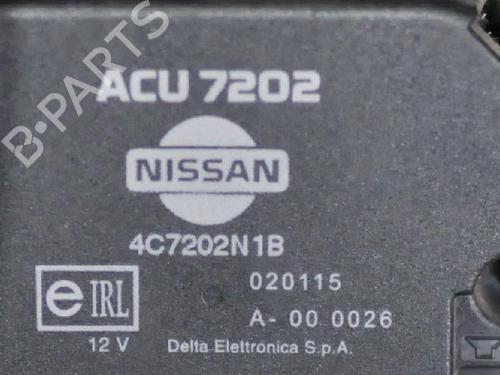 B-PARTS
ACU 7202
NISSAN
4C7202N1B
e IRL
020115
A- 00 0026
12 V
Delta Elettronica S.p.A.